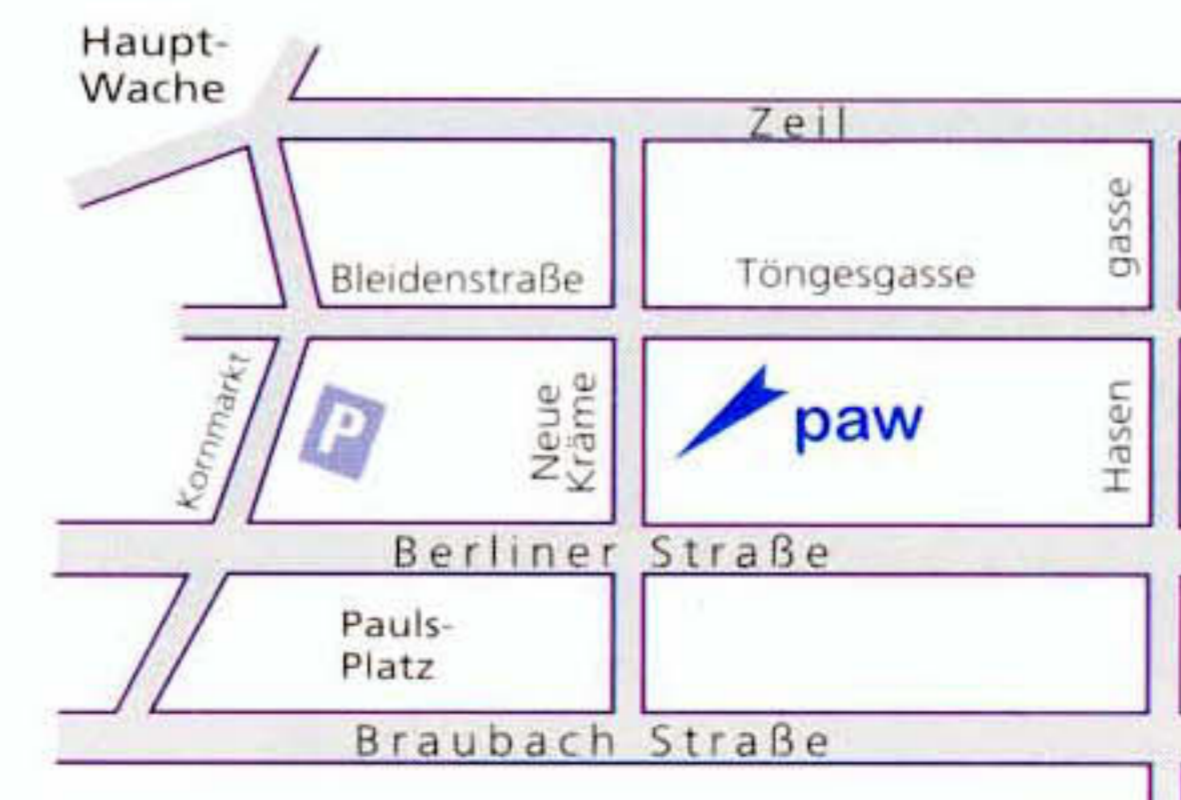 Haupt-
Wache
Zeil
Bleidenstraße
Töngesgasse
gasse
Kornmarkt
P
Neue
Kräme
paw
Hasen
Berliner Straße
Pauls-
Platz
Braubach Straße